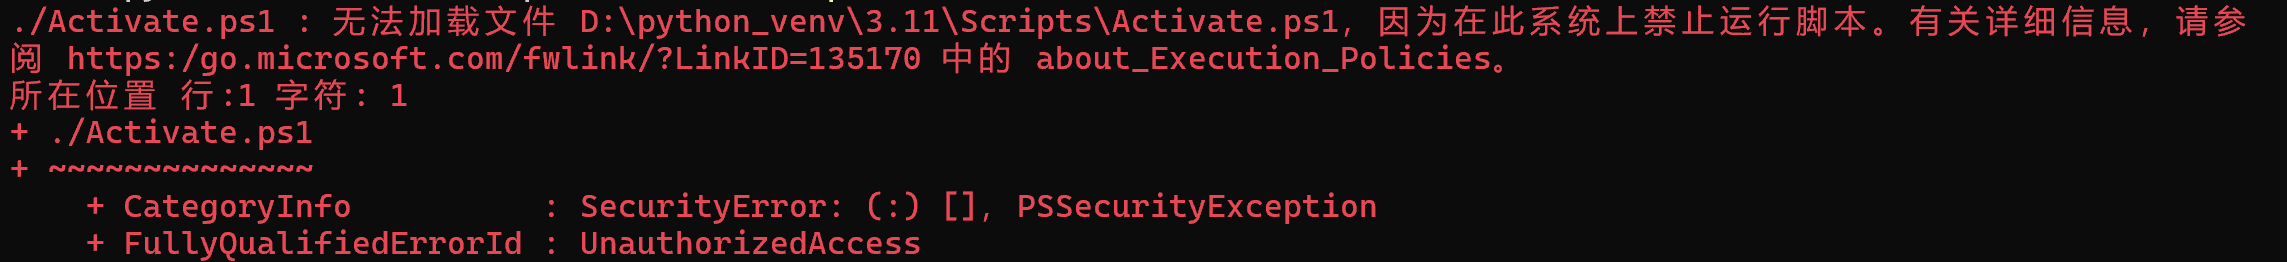 ./Activate.ps1 : 无法加载文件 D:\python_venv\3.11\Scripts\Activate.ps1，因为在此系统上禁止运行脚本。有关详细信息，请参
阅 https:/go.microsoft.com/fwlink/?LinkID=135170 中的 about_Execution_Policies。
所在位置 行:1 字符: 1
+ ./Activate.ps1
+ ~~~~~~~~~~~~~~
    + CategoryInfo          : SecurityError: (:) [], PSSecurityException
    + FullyQualifiedErrorId : UnauthorizedAccess